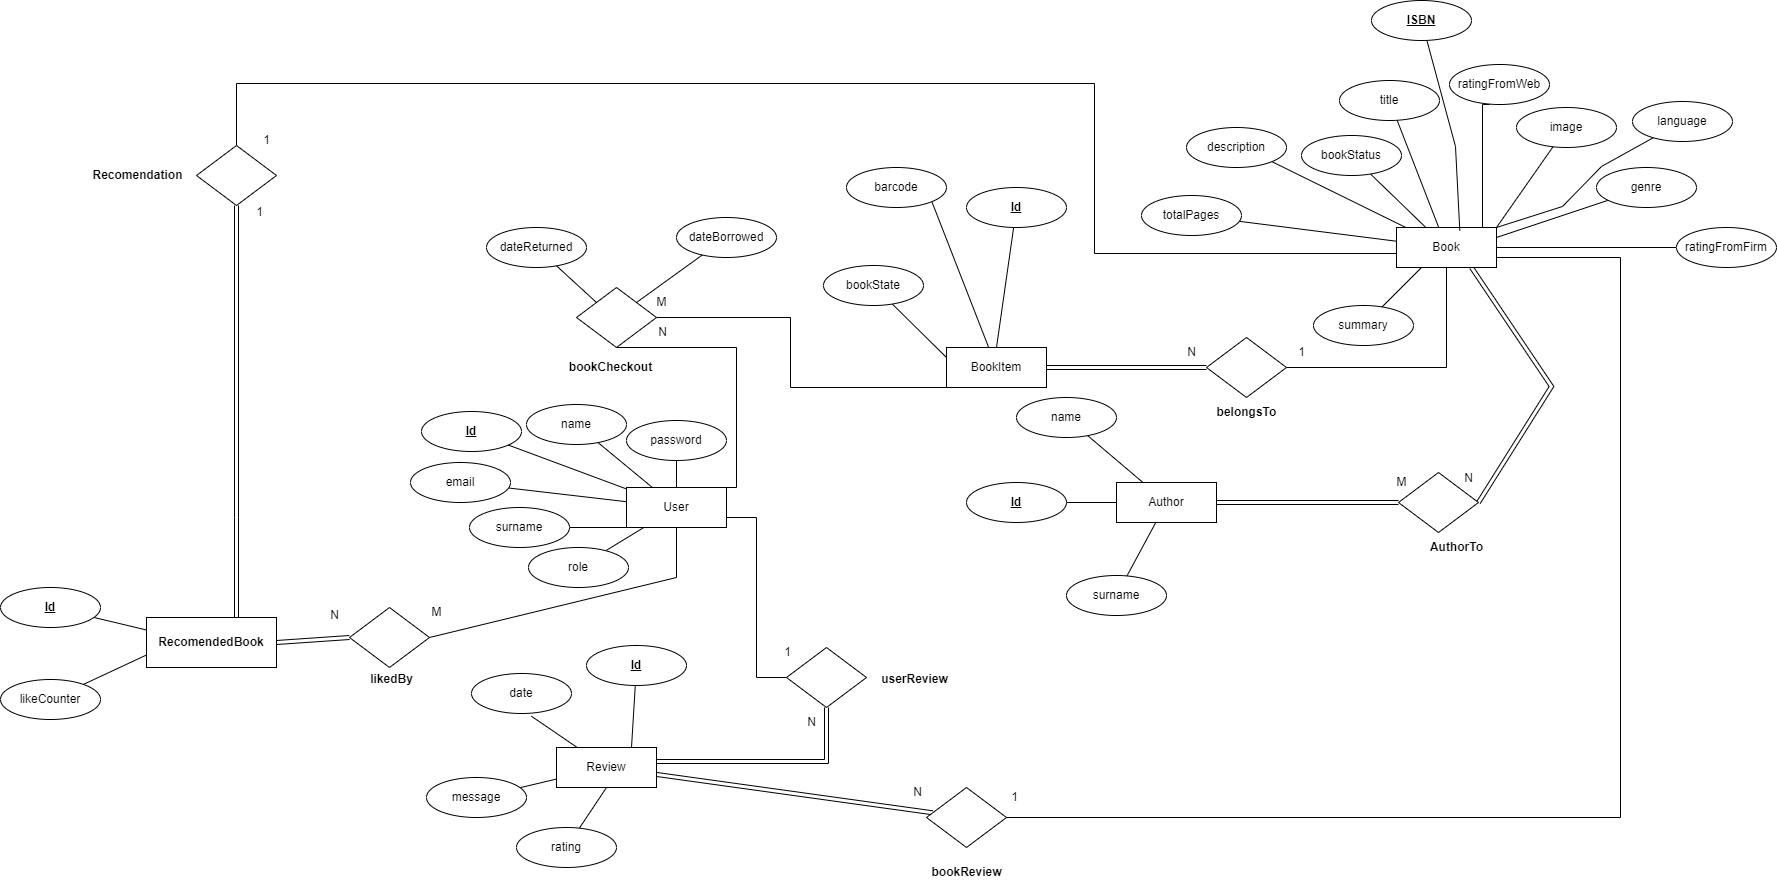 ISBN
ratingFromWeb
title
image
language
1
description
bookStatus
Recomendation
barcode
genre
1
Id
totalPages
dateBorrowed
dateReturned
Book
ratingFromFirm
bookState
M
summary
N
N
1
bookCheckout
BookItem
belongsTo
name
name
Id
password
email
M
N
Id
Author
User
surname
AuthorTo
role
surname
Id
N
M
RecomendedBook
1
Id
likedBy
userReview
date
likeCounter
N
Review
N
1
message
rating
bookReview